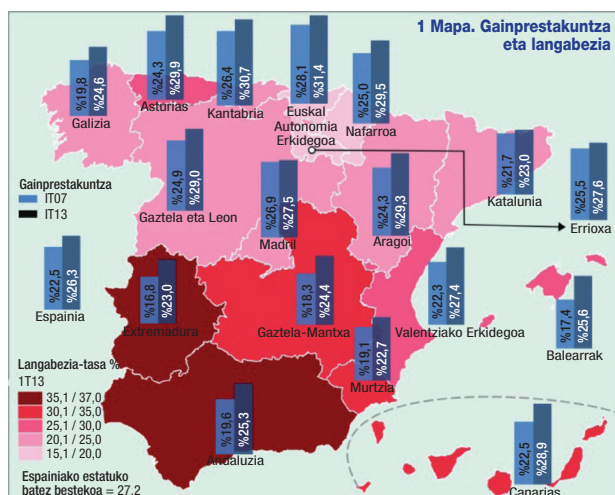 1 Mapa. Gainprestakuntza
eta langabezia
%19,8
%24,6
Galizia
%24,3
%29,9
Asturias
%26,4
%30,7
Kantabria
%28,1
%31,4
Euskal
Autonomia
Erkidegoa
%25,0
%29,5
Nafarroa
%24,9
%29,0
Gaztela eta Leon
%26,9
%27,5
Madril
%24,3
%29,3
Aragoi
%21,7
%23,0
Katalunia
%25,5
%27,6
Errioxa
Gainprestakuntza
IT07
IT13
%22,5
%26,3
Espainia
%16,8
%23,0
Extremadura
%18,3
%24,4
Gaztela-Mantxa
%22,3
%27,4
Valentziako Erkidegoa
%17,4
%25,6
Balearrak
%19,1
%22,7
Murtzia
%19,6
%25,3
Andaluzia
%22,5
%28,9
Canarias
Langabezia-tasa %
1T13
35,1 / 37,0
30,1 / 35,0
25,1 / 30,0
20,1 / 25,0
15,1 / 20,0
Espainiako estatuko
batez bestekoa = 27,2